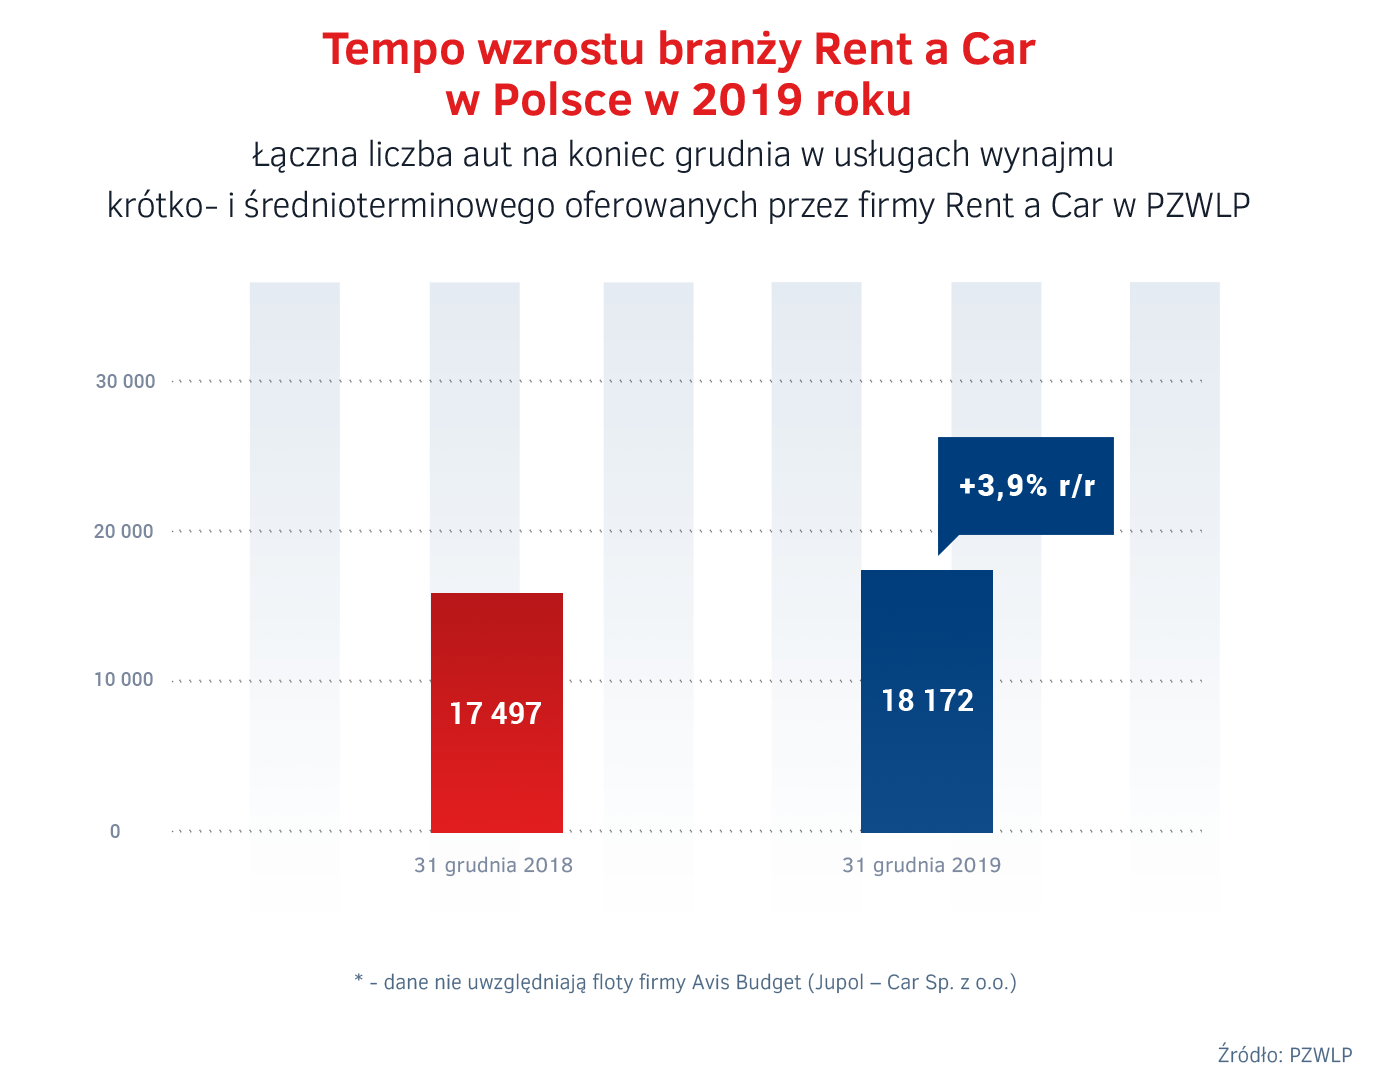 Tempo wzrostu branży Rent a Car
w Polsce w 2019 roku
Łączna liczba aut na koniec grudnia w usługach wynajmu
krótko- i średnioterminowego oferowanych przez firmy Rent a Car w PZWLP
30 000
+3,9% r/r
20 000
10 000
17 497
18 172
0
31 grudnia 2018
31 grudnia 2019
* - dane nie uwzględniają floty firmy Avis Budget (Jupol – Car Sp. z o.o.)
Źródło: PZWLP